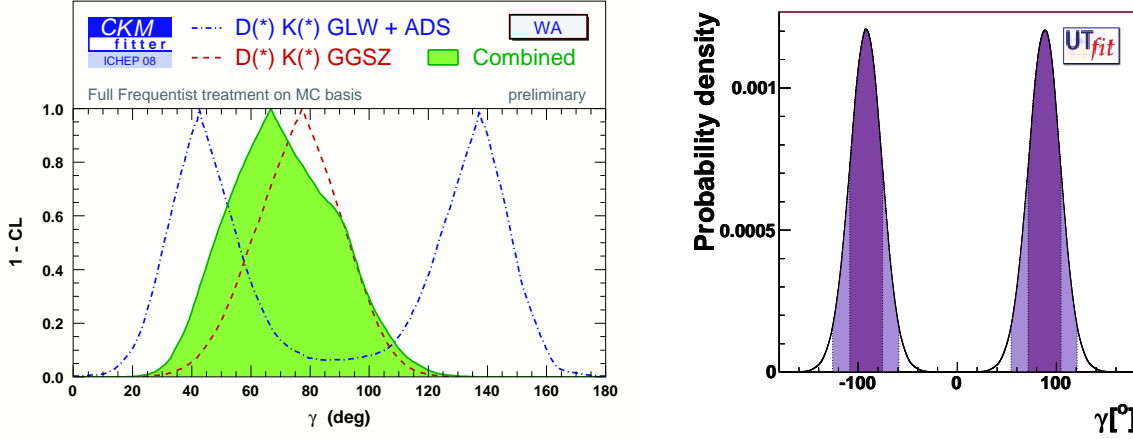 CKM
fitter
ICHEP 08
D(*) K(*) GLW + ADS
D(*) K(*) GGSZ
WA
Combined
Full Frequentist treatment on MC basis
preliminary
1 - CL
1.0
0.8
0.6
0.4
0.2
0.0
0 20 40 60 80 100 120 140 160 180
γ (deg)
UTfit
Probability density
0.001
0.0005
0
-100 0 100
γ[º]